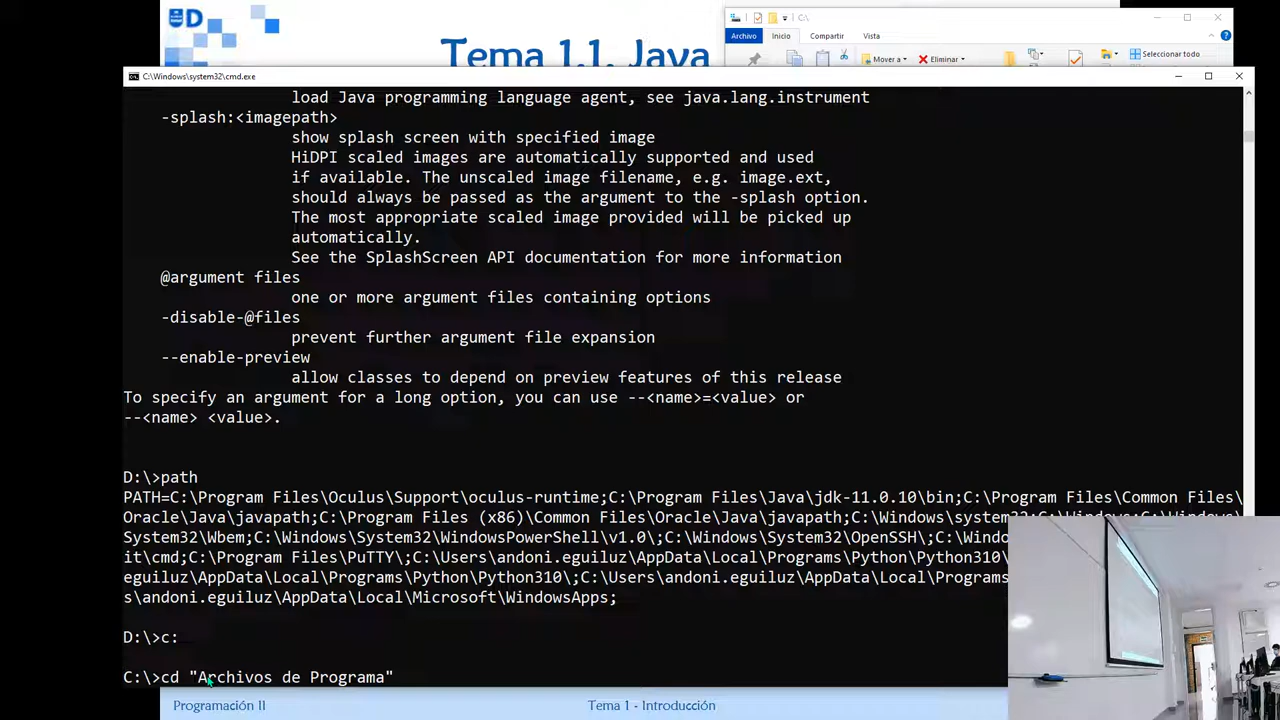 D
Tema 1.1. Java
C:\
Archivo
Inicio
Compartir
Vista
Mover a
Eliminar
Seleccionar todo
C:\Windows\system32\cmd.exe
load Java programming language agent, see java.lang.instrument
-splash:<imagepath>
show splash screen with specified image
HiDPI scaled images are automatically supported and used
if available. The unscaled image filename, e.g. image.ext,
should always be passed as the argument to the -splash option.
The most appropriate scaled image provided will be picked up
automatically.
See the SplashScreen API documentation for more information
@argument files
one or more argument files containing options
-disable-@files
prevent further argument file expansion
--enable-preview
allow classes to depend on preview features of this release
To specify an argument for a long option, you can use --<name>=<value> or
--<name> <value>.
D:\>path
PATH=C:\Program Files\Oculus\Support\oculus-runtime;C:\Program Files\Java\jdk-11.0.10\bin;C:\Program Files\Common Files\
Oracle\Java\javapath;C:\Program Files (x86)\Common Files\Oracle\Java\javapath;C:\Windows\system32;C:\Windows;C:\Windows\
System32\Wbem;C:\Windows\System32\WindowsPowerShell\v1.0\;C:\Windows\System32\OpenSSH\;C:\Windows
it\cmd;C:\Program Files\PuTTY\;C:\Users\andoni.eguiluz\AppData\Local\Programs\Python\Python310\
eguiluz\AppData\Local\Programs\Python\Python310\;C:\Users\andoni.eguiluz\AppData\Local\Programs
s\andoni.eguiluz\AppData\Local\Microsoft\WindowsApps;
D:\>c:
C:\>cd "Archivos de Programa"
Programación II
Tema 1 - Introducción